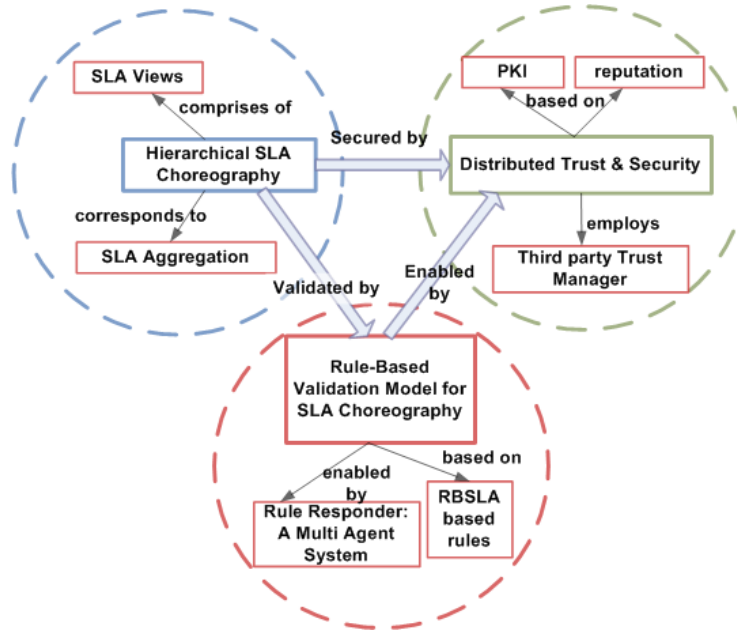 SLA Views
comprises of
Hierarchical SLA
Choreography
corresponds to
SLA Aggregation
Secured by
PKI
reputation
based on
Distributed Trust & Security
employs
Third party Trust
Manager
Validated by
Enabled
by
Rule-Based
Validation Model for
SLA Choreography
enabled
by
based on
Rule Responder:
A Multi Agent
System
RBSLA
based
rules